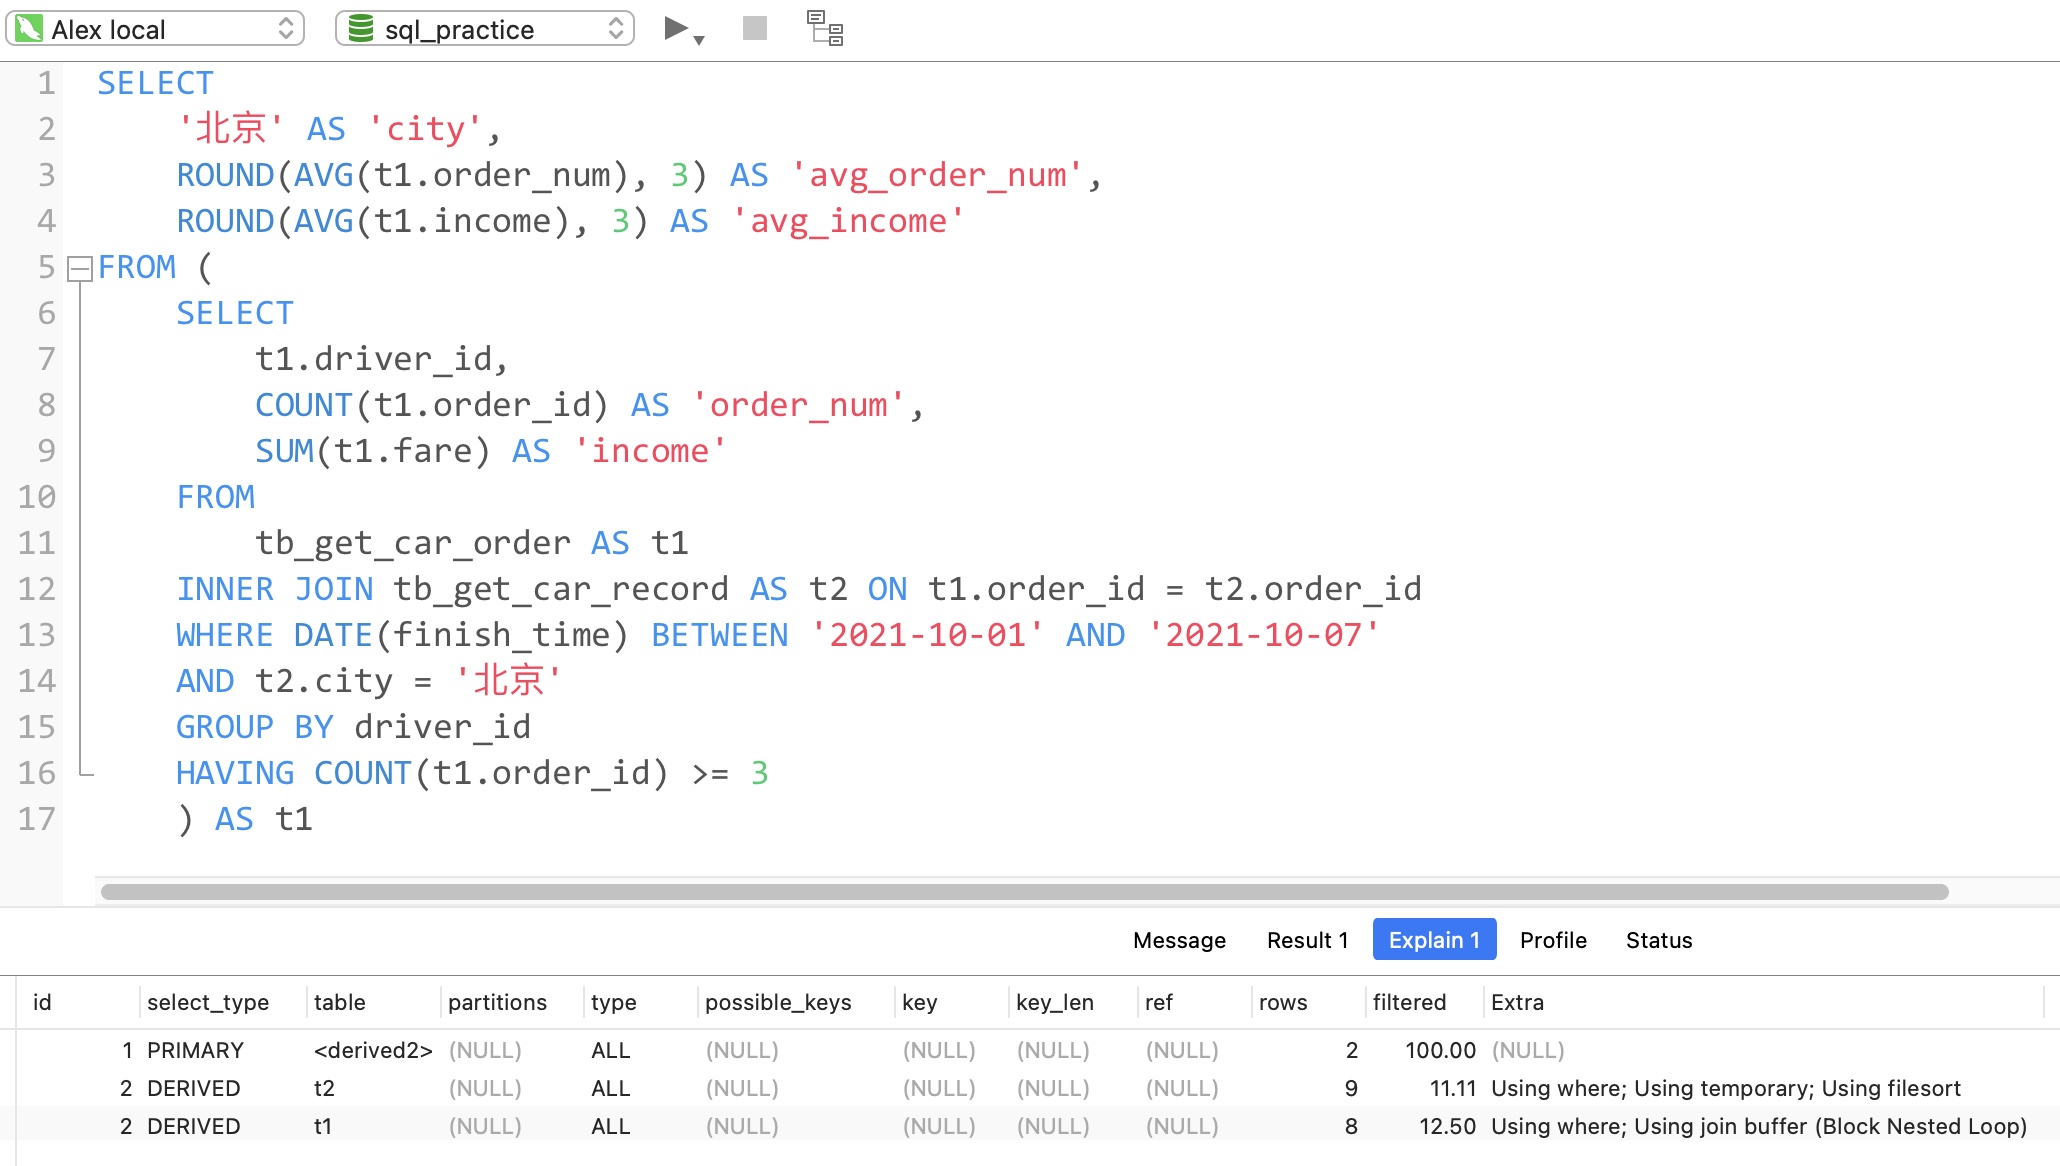 Alex local sql_practice
1 SELECT
2 '北京' AS 'city',
3 ROUND(AVG(t1.order_num), 3) AS 'avg_order_num',
4 ROUND(AVG(t1.income), 3) AS 'avg_income'
5 FROM (
6 SELECT
7 t1.driver_id,
8 COUNT(t1.order_id) AS 'order_num',
9 SUM(t1.fare) AS 'income'
10 FROM
11 tb_get_car_order AS t1
12 INNER JOIN tb_get_car_record AS t2 ON t1.order_id = t2.order_id
13 WHERE DATE(finish_time) BETWEEN '2021-10-01' AND '2021-10-07'
14 AND t2.city = '北京'
15 GROUP BY driver_id
16 HAVING COUNT(t1.order_id) >= 3
17 ) AS t1
Message Result 1 Explain 1 Profile Status
id select_type table partitions type possible_keys key key_len ref rows filtered Extra
1 PRIMARY <derived2> (NULL) ALL (NULL) (NULL) (NULL) (NULL) 2 100.00 (NULL)
2 DERIVED t2 (NULL) ALL (NULL) (NULL) (NULL) (NULL) 9 11.11 Using where; Using temporary; Using filesort
2 DERIVED t1 (NULL) ALL (NULL) (NULL) (NULL) (NULL) 8 12.50 Using where; Using join buffer (Block Nested Loop)